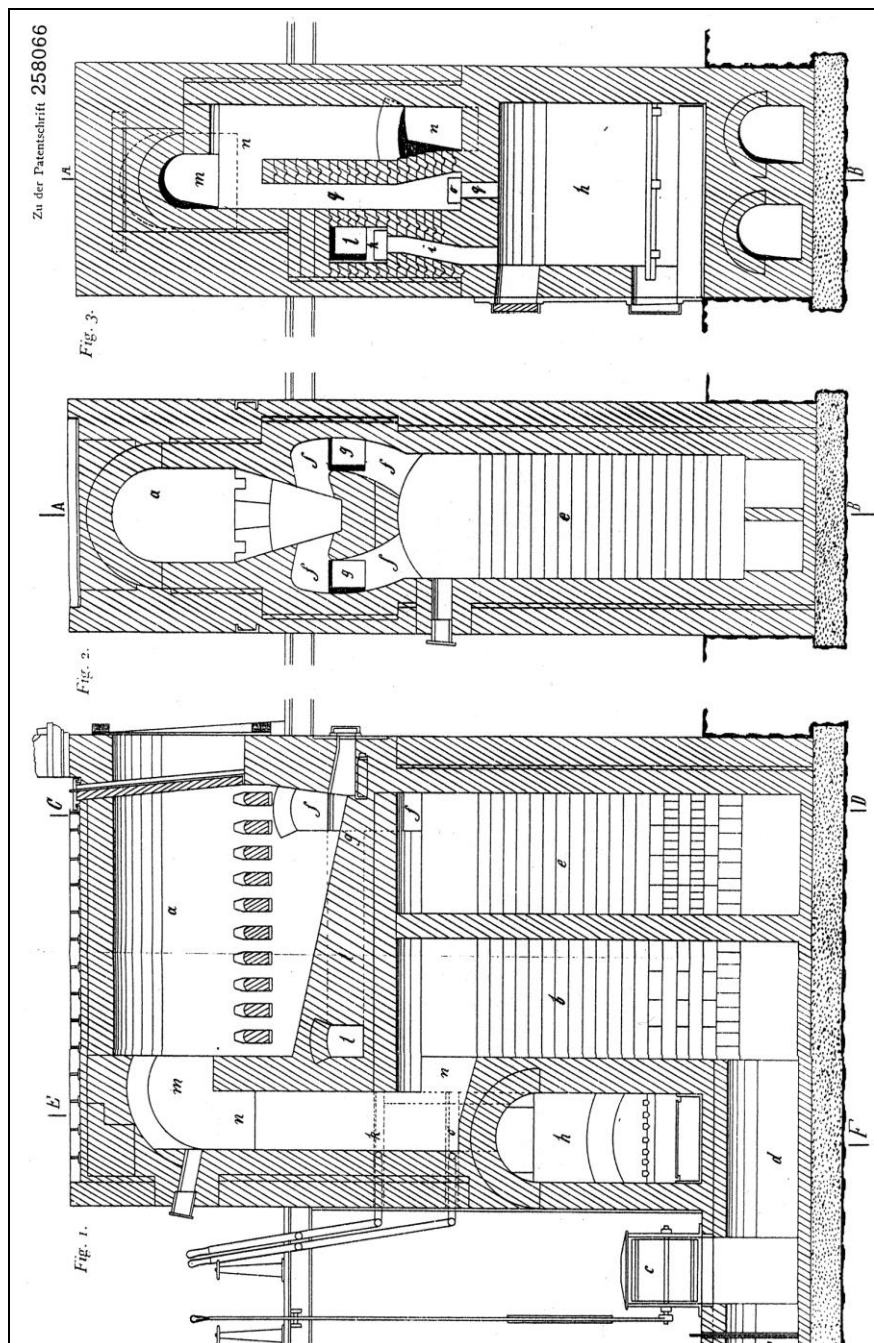 Zu der Patentschrift 258066
Fig. 1.
E
C
a
m
n
f
g
l
l
k
n
o
f
h
b
e
c
d
F
D
Fig. 2.
A
a
f
f
g
g
f
f
e
B
Fig. 3.
A
m
n
n
q
l
k
i
o
q
h
B